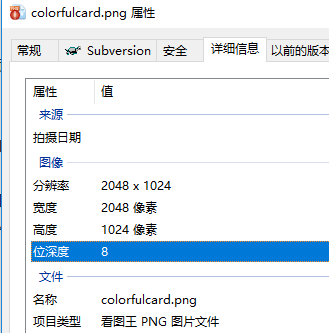 colorfulcard.png 属性
常规 Subversion 安全 详细信息 以前的版本
属性 值
来源
拍摄日期
图像
分辨率 2048 x 1024
宽度 2048 像素
高度 1024 像素
位深度 8
文件
名称 colorfulcard.png
项目类型 看图王 PNG 图片文件